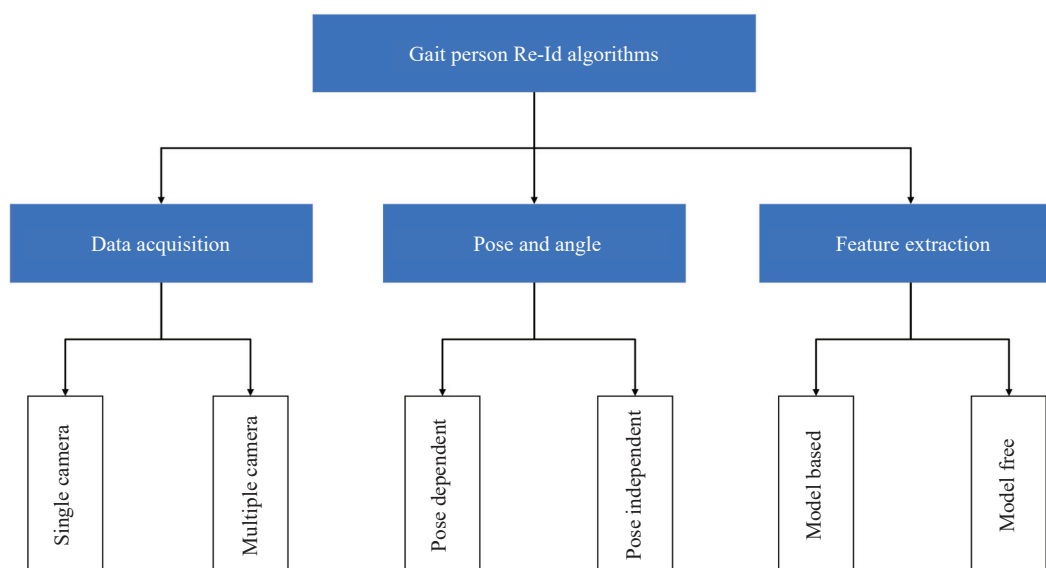 Gait person Re-Id algorithms
Data acquisition
Pose and angle
Feature extraction
Single camera
Multiple camera
Pose dependent
Pose independent
Model based
Model free